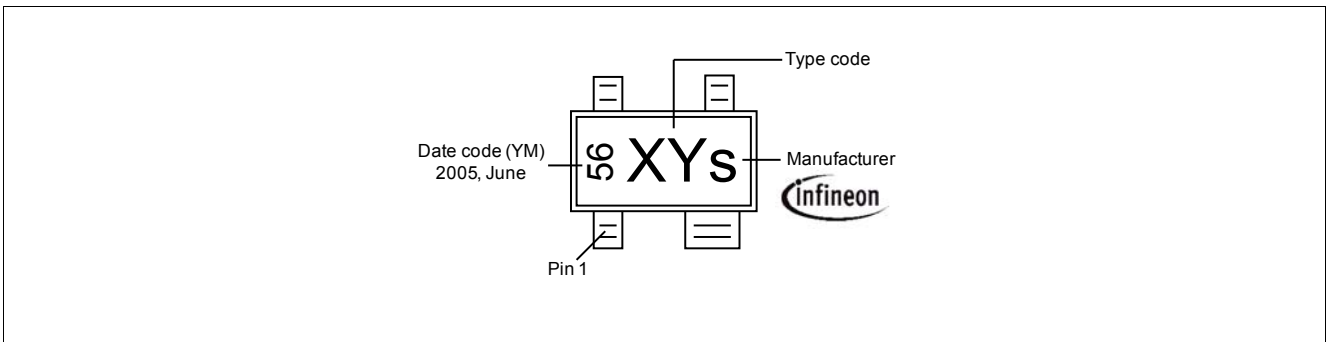 Type code
Date code (YM)
2005, June
56
XYs
Manufacturer
infineon
Pin 1